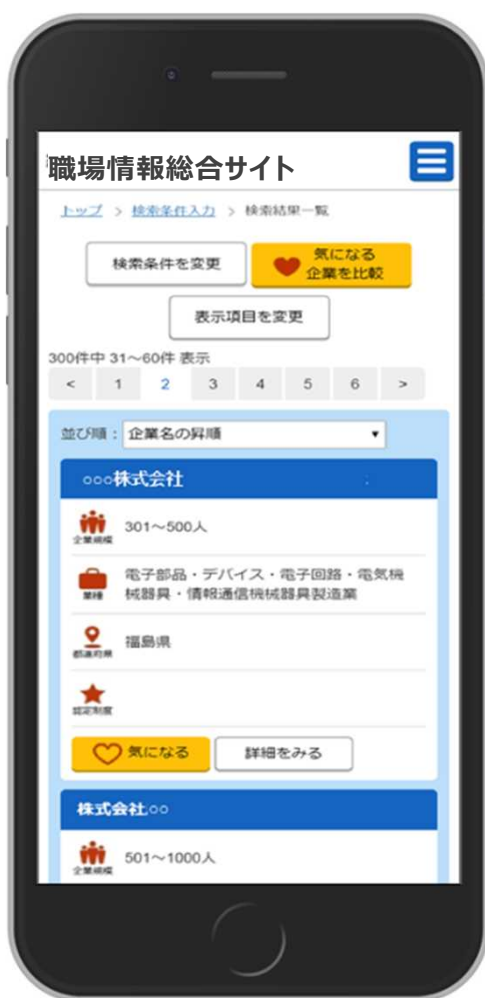 職場情報総合サイト
トップ > 検索条件入力 > 検索結果一覧
検索条件を変更
気になる
企業を比較
表示項目を変更
300件中 31～60件 表示
< 1 2 3 4 5 6 >
並び順：企業名の昇順
○○○株式会社
301～500人
企業規模
電子部品・デバイス・電子回路・電気機
械器具・情報通信機械器具製造業
業種
福島県
都道府県
認定制度
気になる 詳細をみる
株式会社○○
501～1000人
企業規模